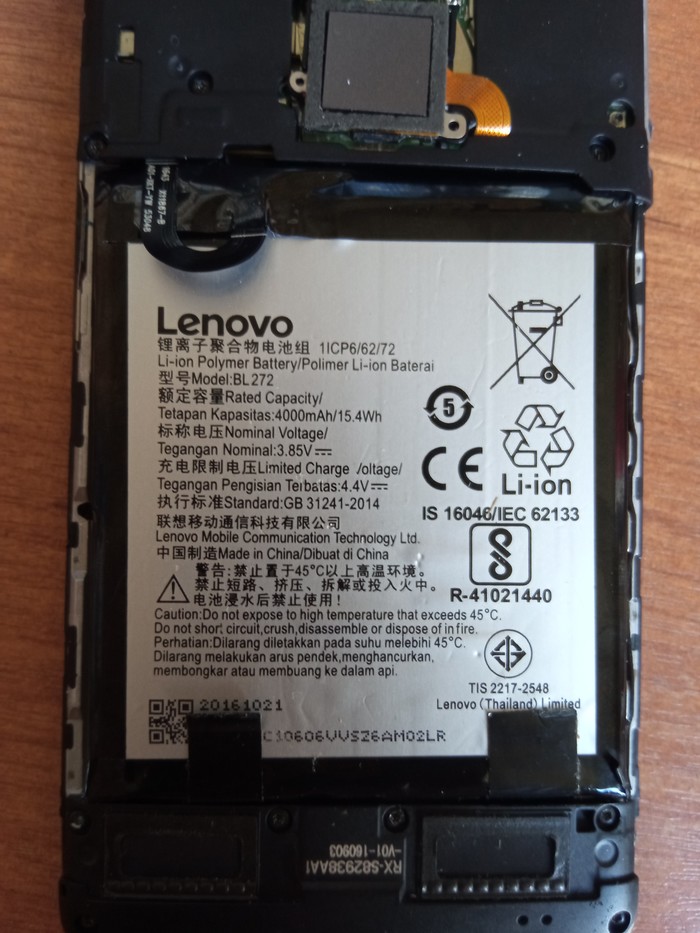 164S X11867-B
Lenovo
锂离子聚合物电池组 1ICP6/62/72
Li-ion Polymer Battery/Polimer Li-ion Baterai
型号Model:BL272
额定容量Rated Capacity/
Tetapan Kapasitas:4000mAh/15.4Wh
标称电压Nominal Voltage/
Tegangan Nominal:3.85V
充电限制电压Limited Charge Voltage/
Tegangan Pengisian Terbatas:4.4V
执行标准Standard:GB 31241-2014
联想移动通信科技有限公司
Lenovo Mobile Communication Technology Ltd.
中国制造Made in China/Dibuat di China
警告:禁止置于45℃以上高温环境。
禁止短路、挤压、拆解或投入火中。
电池浸水后禁止使用!
Caution:Do not expose to high temperature that exceeds 45°C.
Do not short circuit,crush,disassemble or dispose of in fire.
Perhatian:Dilarang diletakkan pada suhu melebihi 45°C.
Dilarang melakukan arus pendek,menghancurkan,
membongkar atau membuang ke dalam api.
20161021
C10606VVSZ6AM02LR
5
CE
Li-ion
IS 16046/IEC 62133
R-41021440
TIS 2217-2548
Lenovo (Thailand) Limited
RX-S82938AA1
-V01-160903